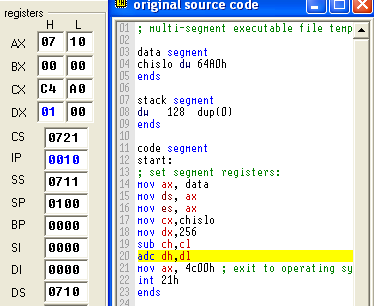 registers
H L
AX 07 10
BX 00 00
CX C4 A0
DX 01 00
CS 0721
IP 0010
SS 0711
SP 0100
BP 0000
SI 0000
DI 0000
DS 0710
original source code
01 ; multi-segment executable file temp
02
03 data segment
04 chislo dw 64A0h
05 ends
06
07 stack segment
08 dw 128 dup(0)
09 ends
10
11 code segment
12 start:
13 ; set segment registers:
14 mov ax, data
15 mov ds, ax
16 mov es, ax
17 mov cx,chislo
18 mov dx,256
19 sub ch,cl
20 adc dh,dl
21 mov ax, 4c00h ; exit to operating sy
22 int 21h
23 ends